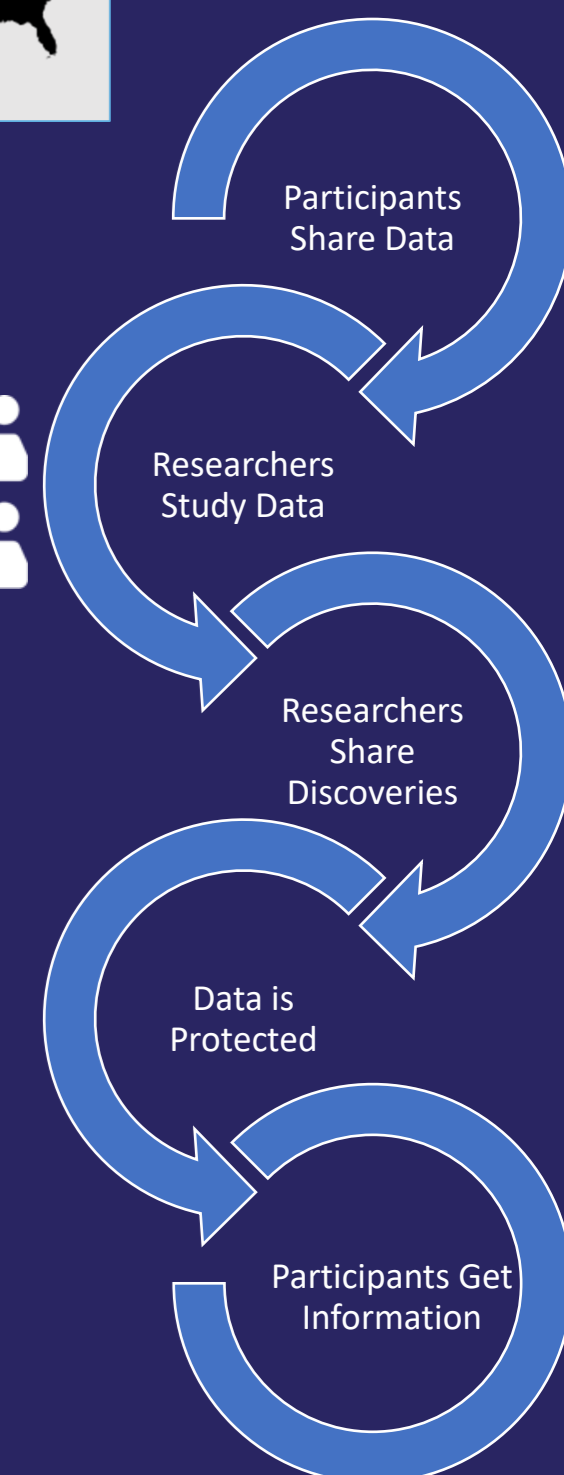 Participants
Share Data
Researchers
Study Data
Researchers
Share
Discoveries
Data is
Protected
Participants Get
Information